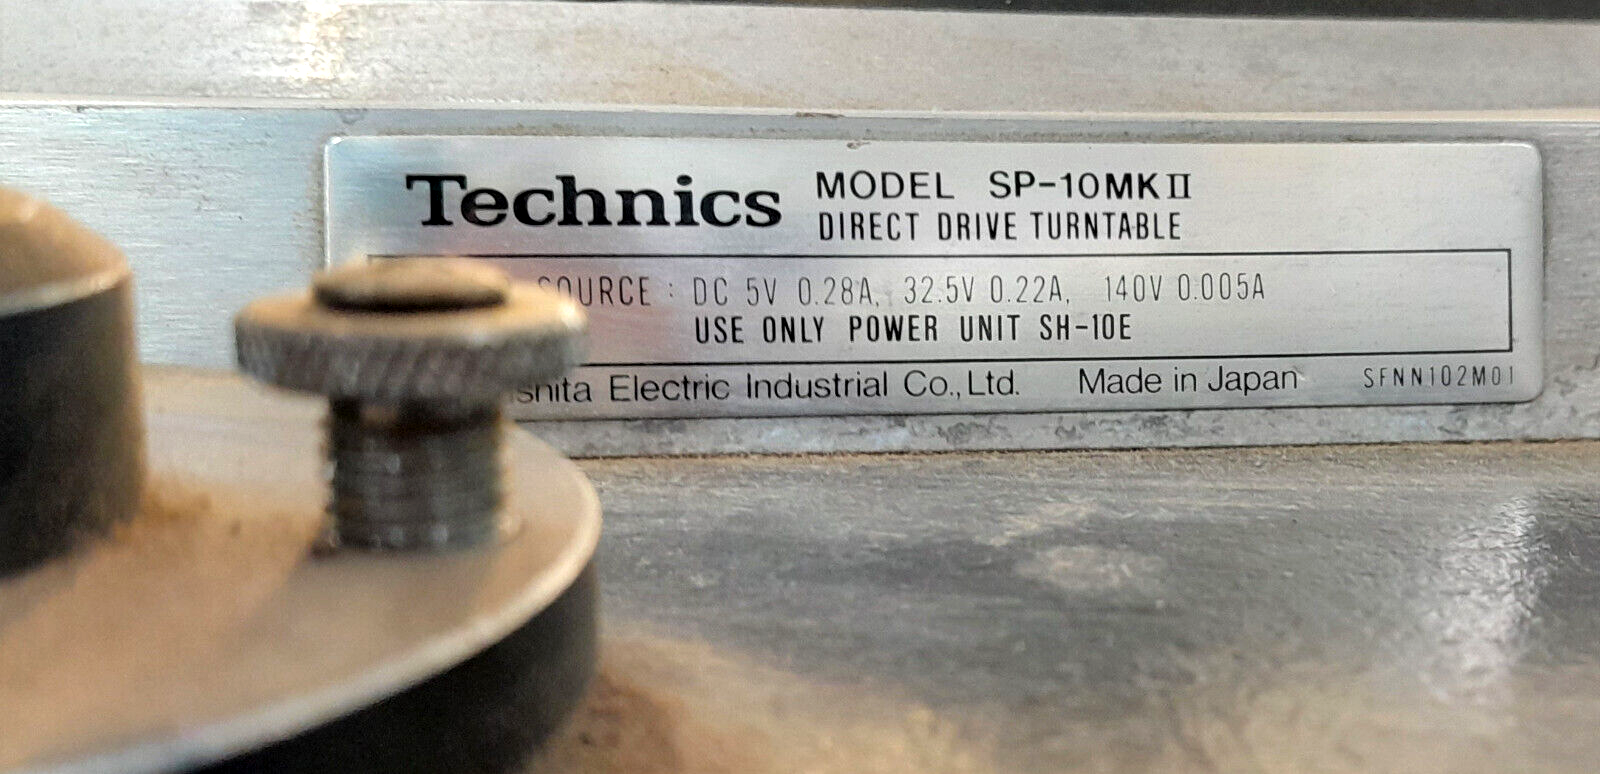 Technics MODEL SP-10MKII
DIRECT DRIVE TURNTABLE
SOURCE : DC 5V 0.28A, 32.5V 0.22A, 140V 0.005A
USE ONLY POWER UNIT SH-10E
Electric Industrial Co., Ltd. Made in Japan SFNN102M01